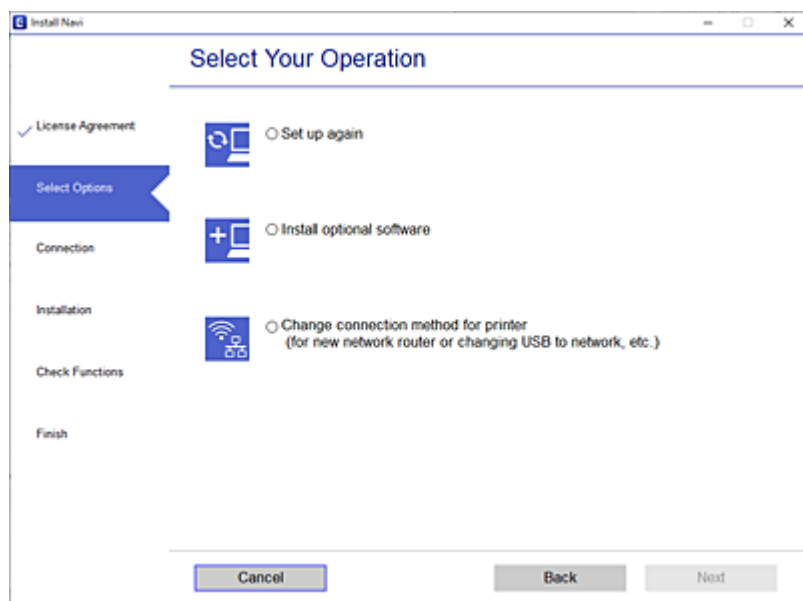 Install Navi
Select Your Operation
License Agreement
Select Options
Connection
Installation
Check Functions
Finish
Set up again
Install optional software
Change connection method for printer
(for new network router or changing USB to network, etc.)
Cancel
Back
Next